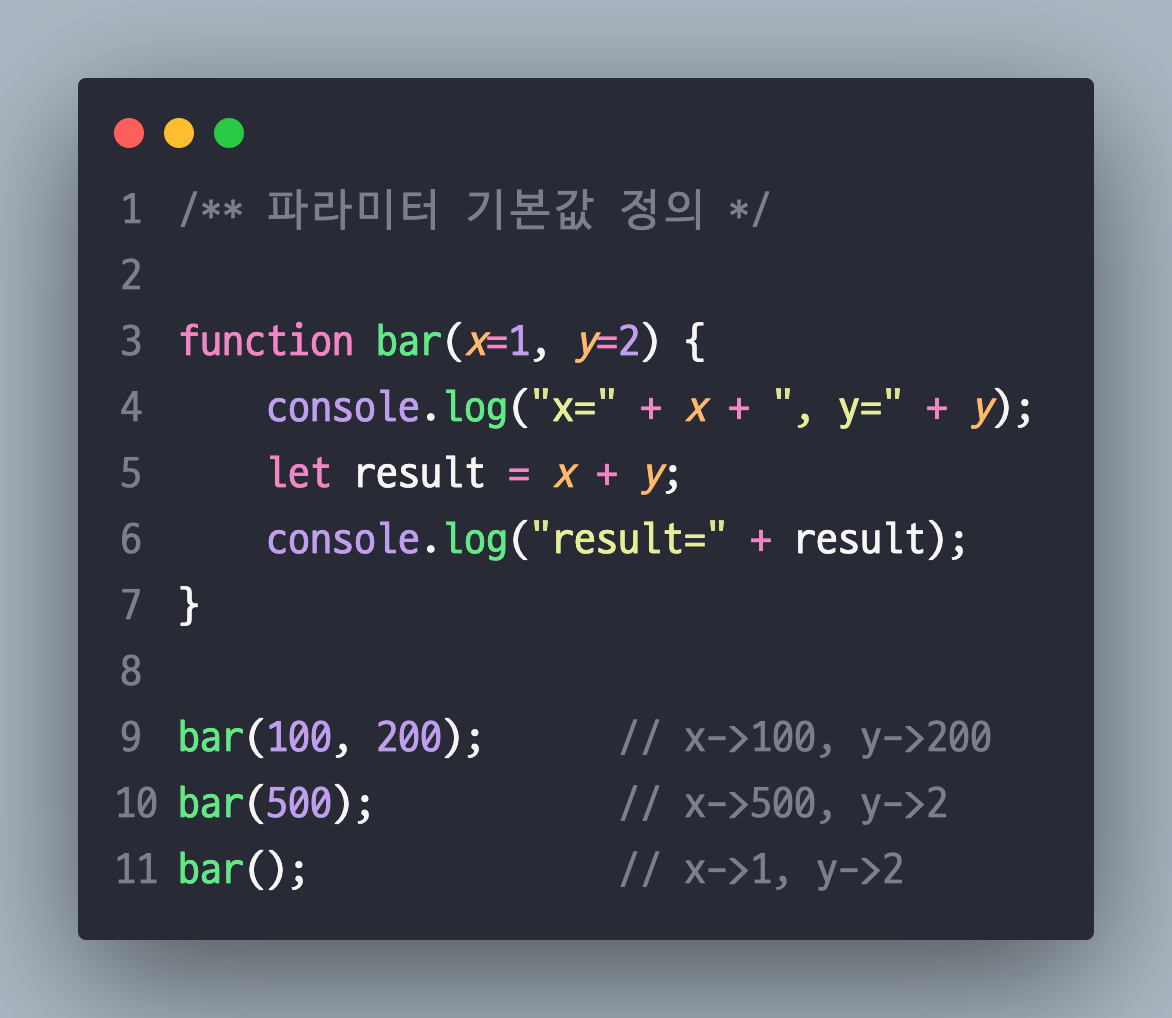 1 /** 파라미터 기본값 정의 */
2
3 function bar(x=1, y=2) {
4     console.log("x=" + x + ", y=" + y);
5     let result = x + y;
6     console.log("result=" + result);
7 }
8
9 bar(100, 200);      // x->100, y->200
10 bar(500);           // x->500, y->2
11 bar();              // x->1, y->2